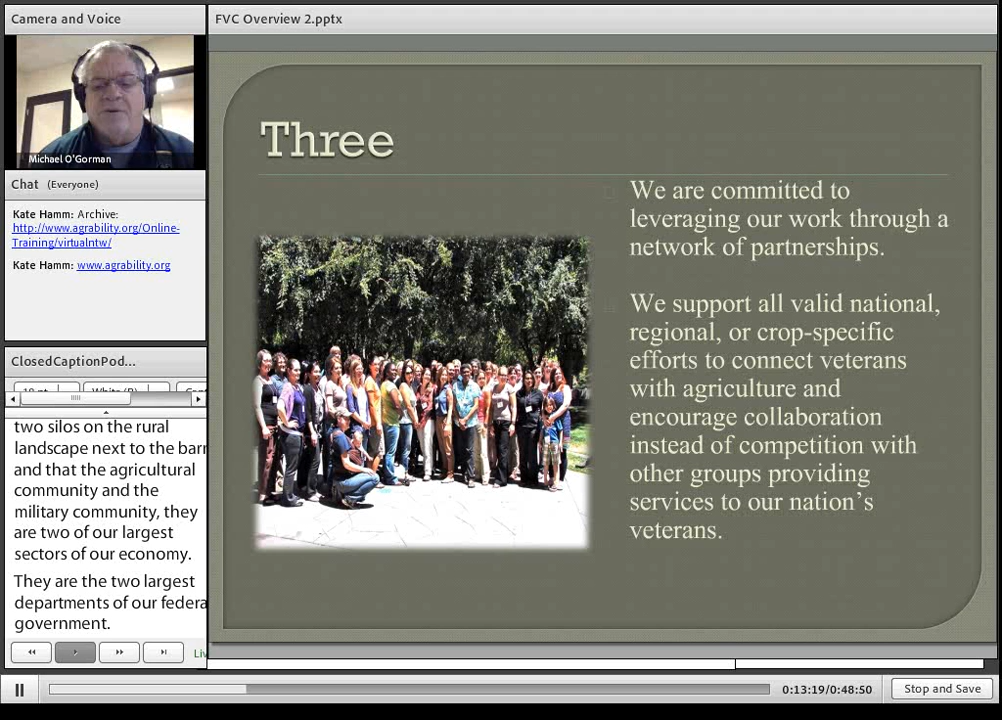 Camera and Voice
Michael O'Gorman
Chat (Everyone)
Kate Hamm: Archive:
http://www.agrability.org/Online-
Training/virtualntw/
Kate Hamm: www.agrability.org
ClosedCaptionPod...
two silos on the rural
landscape next to the barn
and that the agricultural
community and the
military community, they
are two of our largest
sectors of our economy.
They are the two largest
departments of our federa
government.
FVC Overview 2.pptx
Three
We are committed to
leveraging our work through a
network of partnerships.
We support all valid national,
regional, or crop-specific
efforts to connect veterans
with agriculture and
encourage collaboration
instead of competition with
other groups providing
services to our nation's
veterans.
0:13:19/0:48:50
Stop and Save